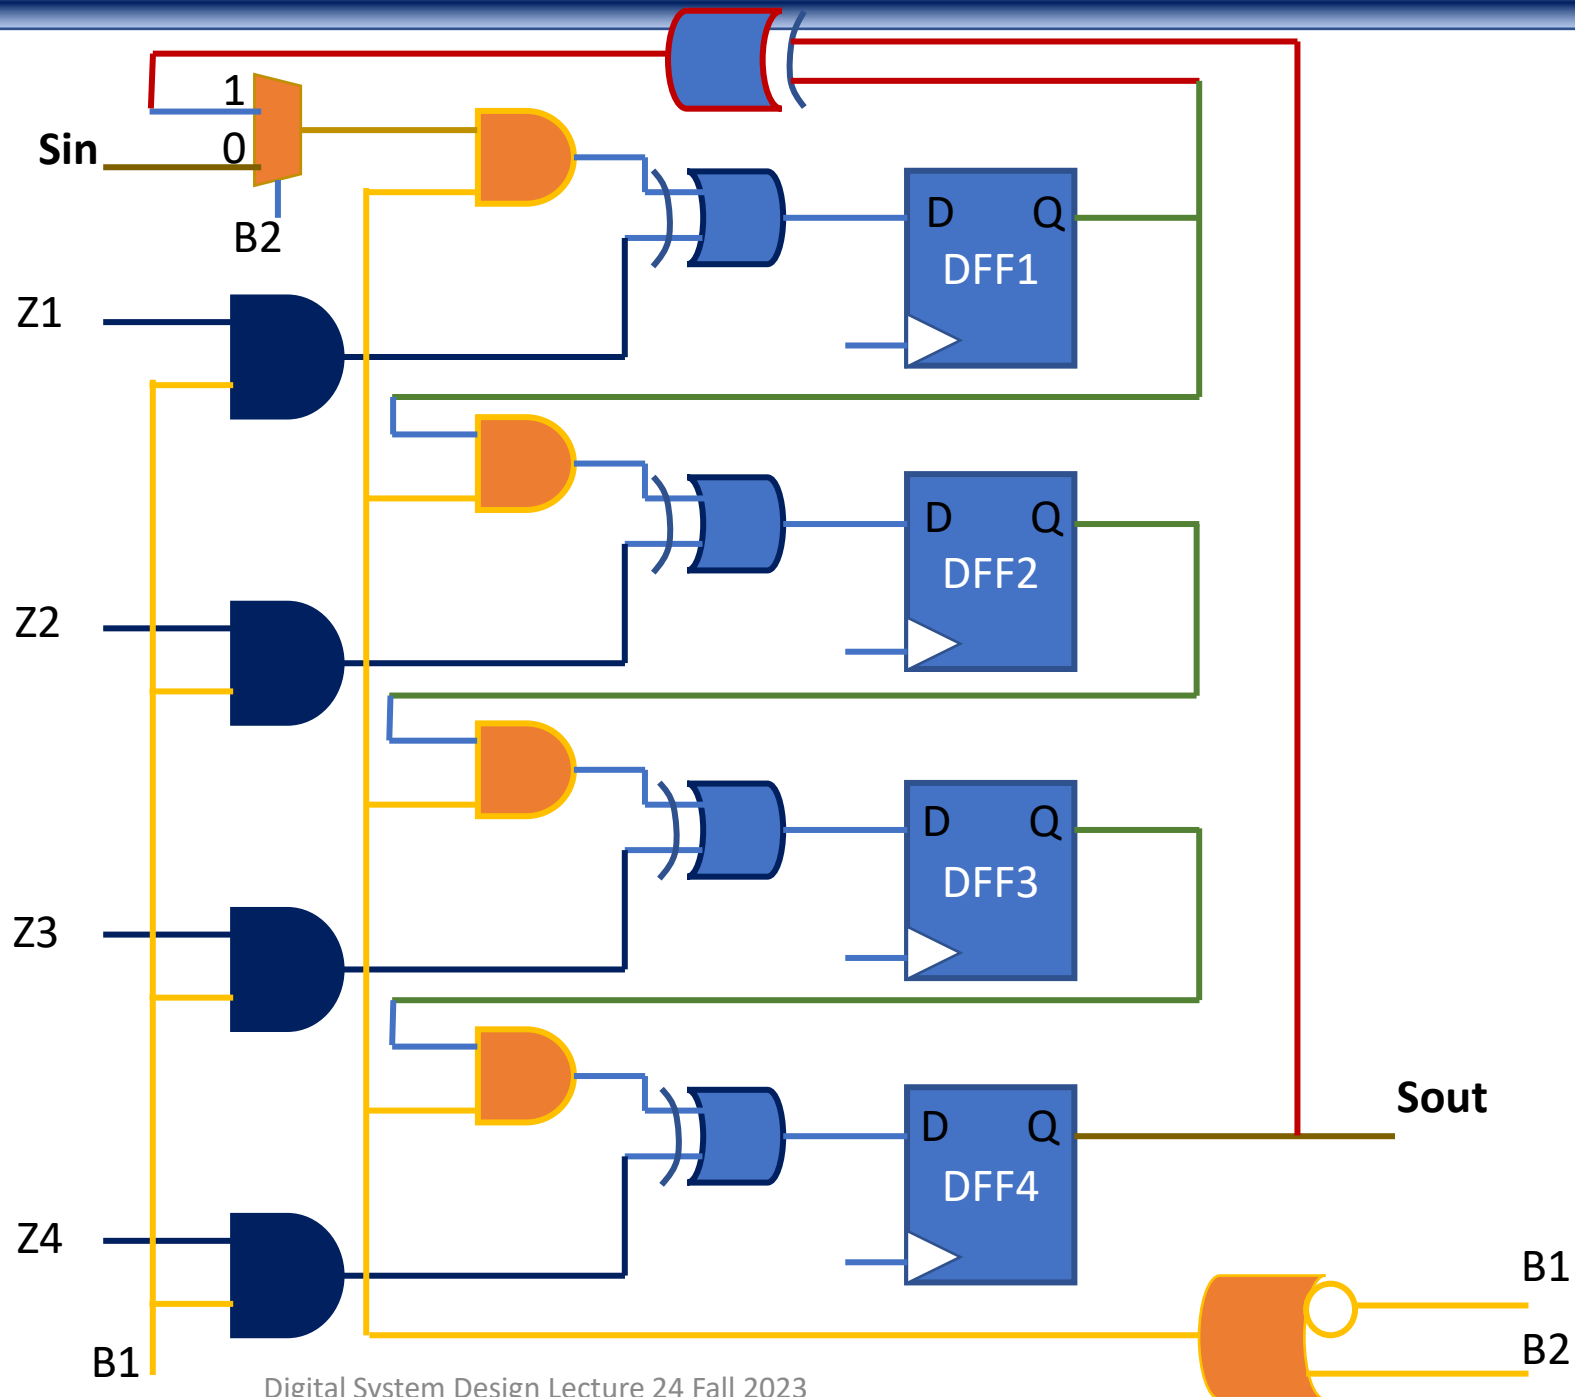 1
Sin
0
B2
D Q
DFF1
Z1
D Q
DFF2
Z2
D Q
DFF3
Z3
D Q
DFF4
Sout
Z4
B1
B2
B1
Digital System Design Lecture 24 Fall 2023